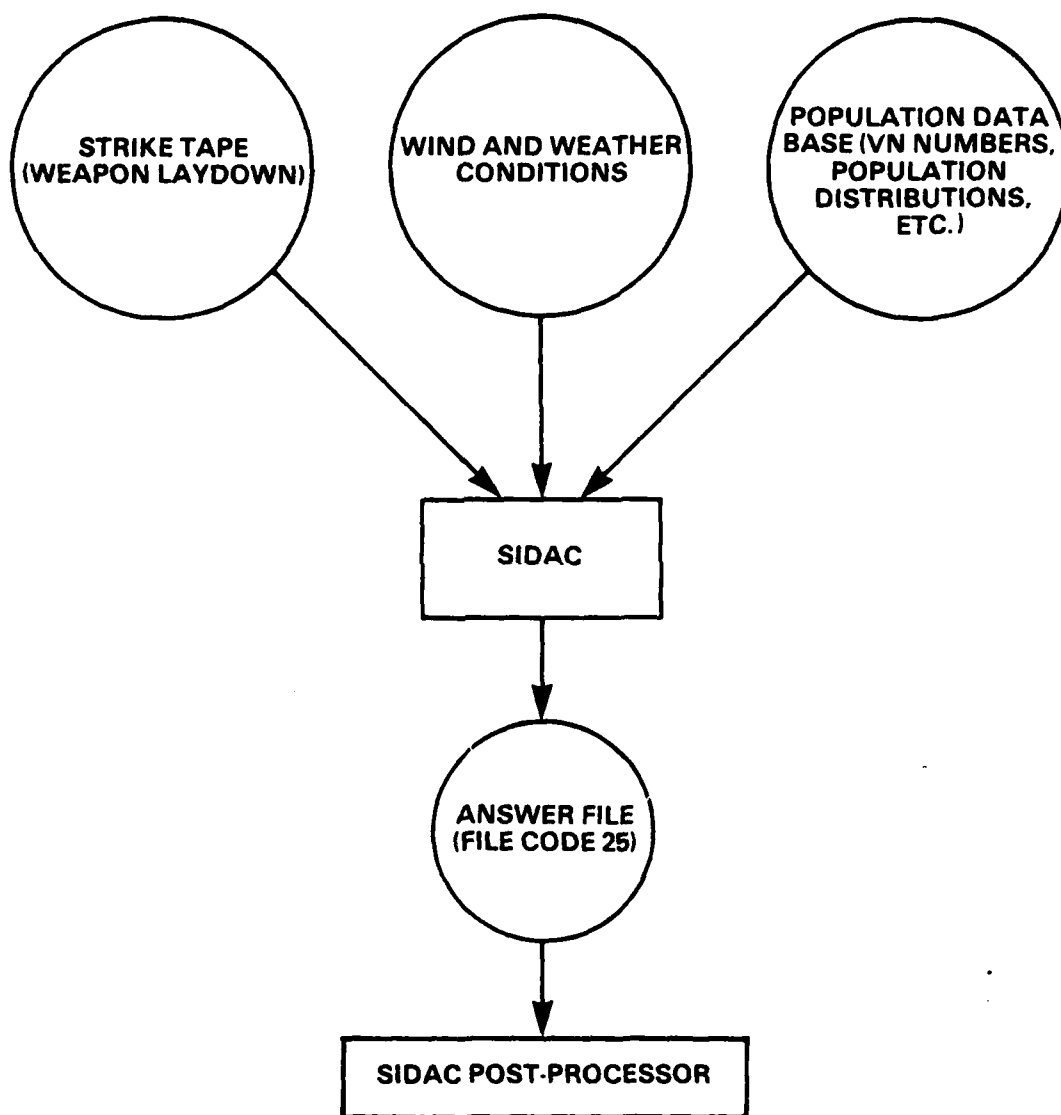 STRIKE TAPE
(WEAPON LAYDOWN)
WIND AND WEATHER
CONDITIONS
POPULATION DATA
BASE (VN NUMBERS,
POPULATION
DISTRIBUTIONS,
ETC.)
SIDAC
ANSWER FILE
(FILE CODE 25)
SIDAC POST-PROCESSOR